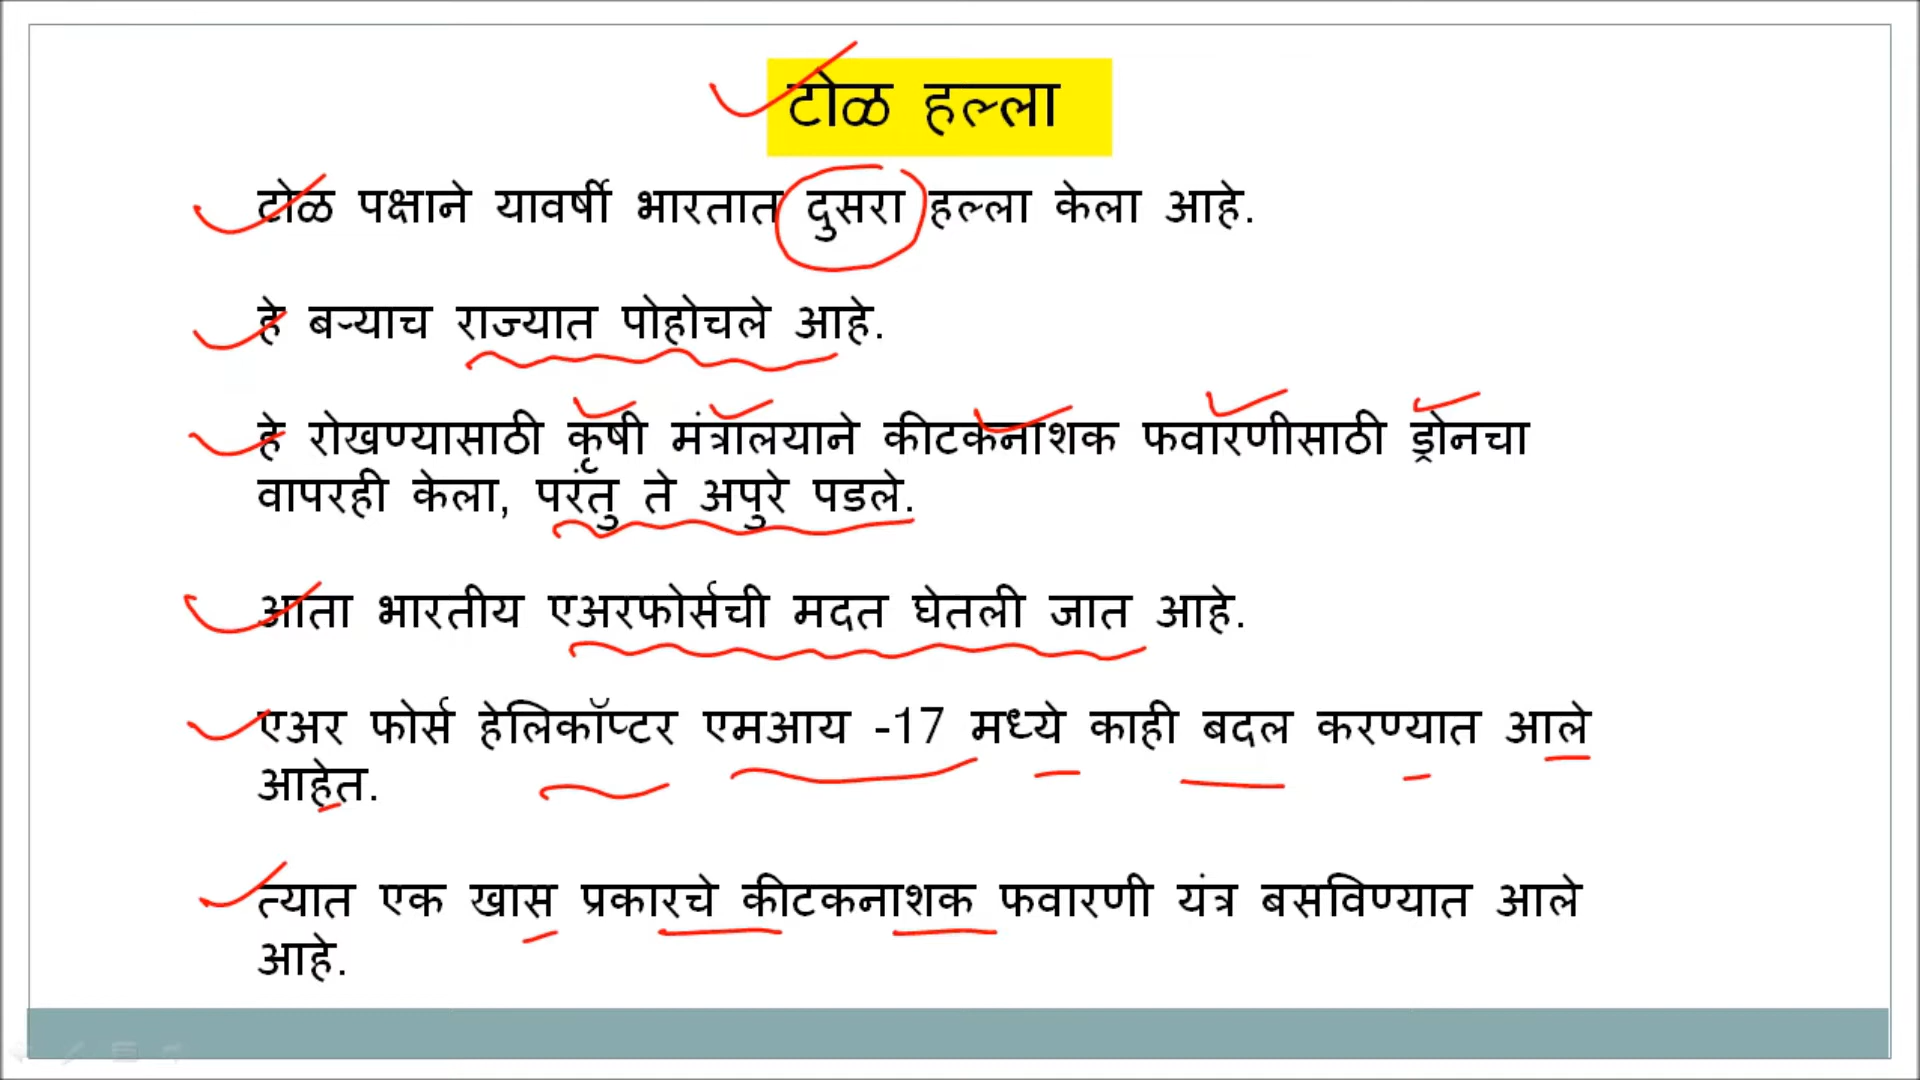 टोळ हल्ला
टोळ पक्षाने यावर्षी भारतात दुसरा हल्ला केला आहे.
हे बऱ्याच राज्यात पोहोचले आहे.
हे रोखण्यासाठी कृषी मंत्रालयाने कीटकनाशक फवारणीसाठी ड्रोनचा
वापरही केला, परंतु ते अपुरे पडले.
आता भारतीय एअरफोर्सची मदत घेतली जात आहे.
एअर फोर्स हेलिकॉप्टर एमआय -17 मध्ये काही बदल करण्यात आले
आहेत.
त्यात एक खास प्रकारचे कीटकनाशक फवारणी यंत्र बसविण्यात आले
आहे.